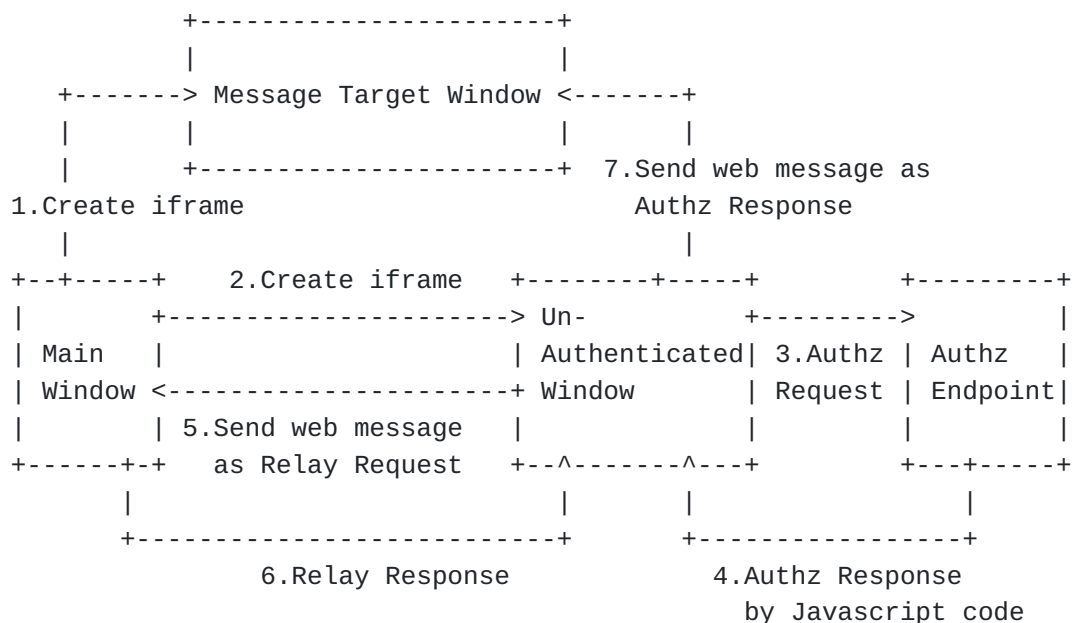 Message Target Window
7.Send web message as
1.Create iframe Authz Response
2.Create iframe
Un-
Main Authenticated 3.Authz Authz
Window Window Request Endpoint
5.Send web message
as Relay Request
6.Relay Response 4.Authz Response
by Javascript code